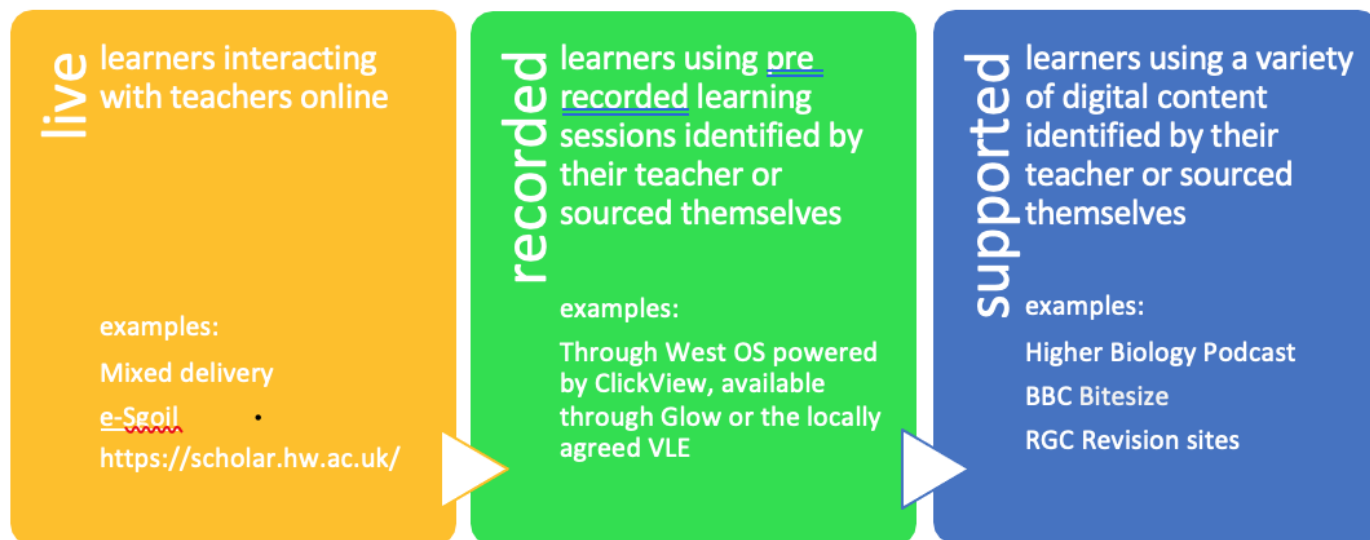 live
learners interacting
with teachers online
examples:
Mixed delivery
e-Sgoil
https://scholar.hw.ac.uk/
recorded
learners using pre
recorded learning
sessions identified by
their teacher or
sourced themselves
examples:
Through West OS powered
by ClickView, available
through Glow or the locally
agreed VLE
supported
learners using a variety
of digital content
identified by their
teacher or sourced
themselves
examples:
Higher Biology Podcast
BBC Bitesize
RGC Revision sites